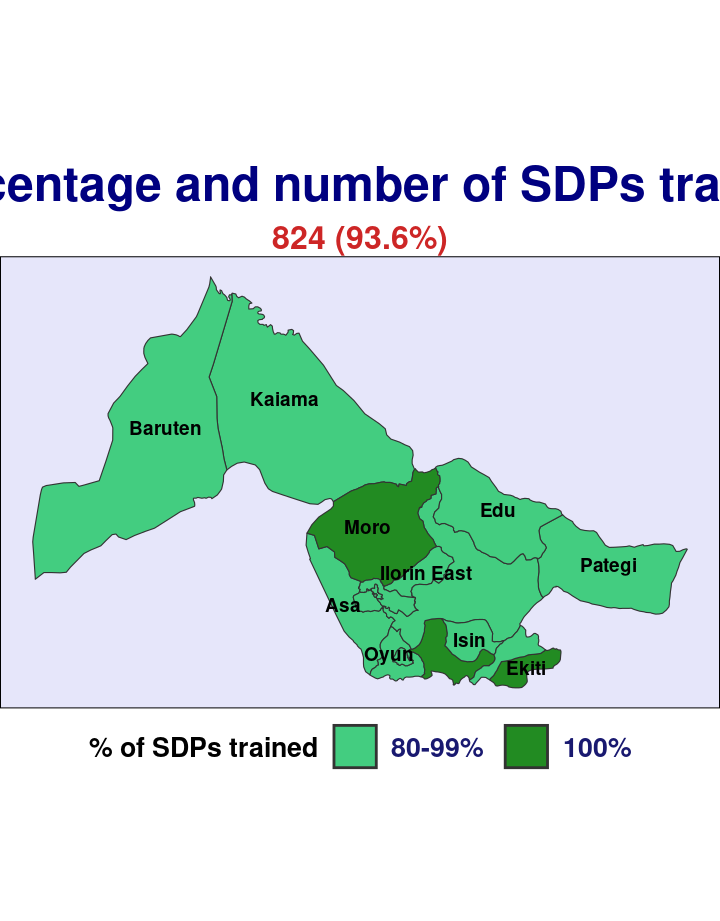 centage and number of SDPs tra
824 (93.6%)
Kaiama
Baruten
Edu
Moro
Pategi
Ilorin East
Asa
Isin
Oyun
Ekiti
% of SDPs trained 80-99% 100%